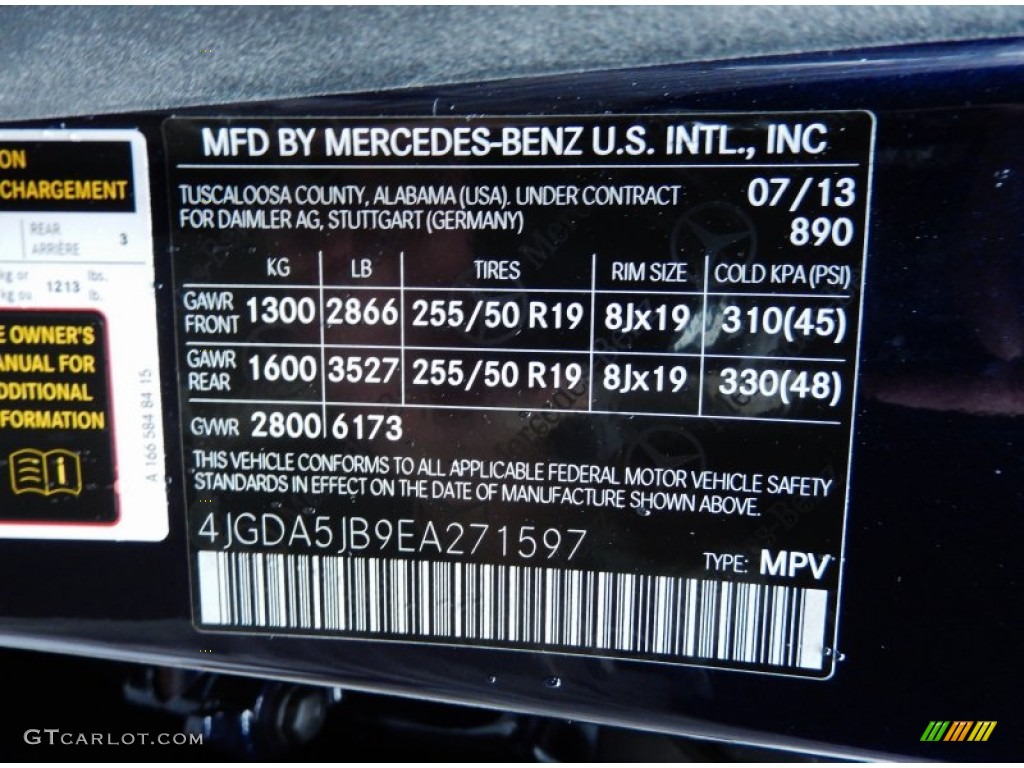 MFD BY MERCEDES-BENZ U.S. INTL., INC
TUSCALOOSA COUNTY, ALABAMA (USA). UNDER CONTRACT
FOR DAIMLER AG, STUTTGART (GERMANY)
07/13
890
KG LB TIRES RIM SIZE COLD KPA (PSI)
GAWR FRONT 1300 2866 255/50 R19 8Jx19 310(45)
GAWR REAR 1600 3527 255/50 R19 8Jx19 330(48)
GVWR 2800 6173
THIS VEHICLE CONFORMS TO ALL APPLICABLE FEDERAL MOTOR VEHICLE SAFETY
STANDARDS IN EFFECT ON THE DATE OF MANUFACTURE SHOWN ABOVE.
4JGDA5JB9EA271597
TYPE: MPV
ON
CHARGEMENT
REAR
ARRIÈRE 3
kg or
kg ou 1213 lbs.
lb.
E OWNER'S
ANUAL FOR
DDITIONAL
FORMATION
A 166 584 84 15
GTCARLOT.COM